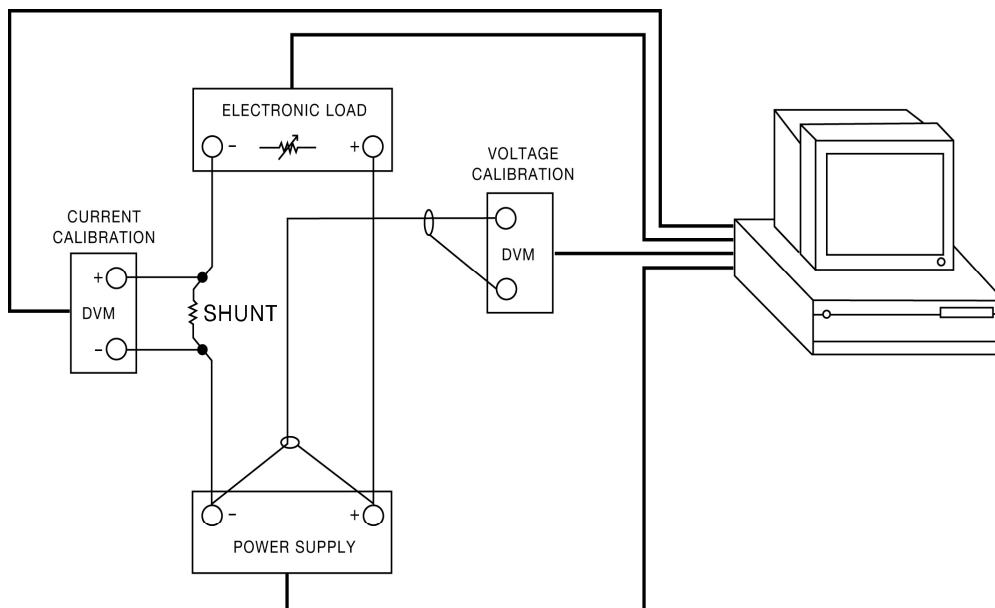 ELECTRONIC LOAD
- +
VOLTAGE
CALIBRATION
CURRENT
CALIBRATION
+
DVM
-
SHUNT
DVM
- +
POWER SUPPLY